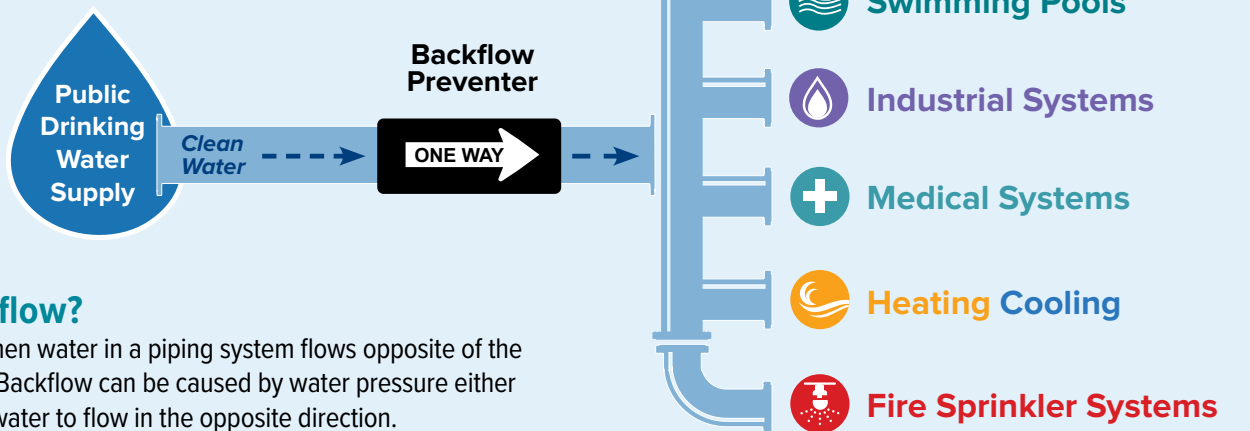 Swimming Pools
Backflow
Preventer
Public
Drinking
Water
Supply
Clean
Water
ONE WAY
Industrial Systems
Medical Systems
Heating Cooling
Fire Sprinkler Systems
flow?
water in a piping system flows opposite of the
Backflow can be caused by water pressure either
water to flow in the opposite direction.